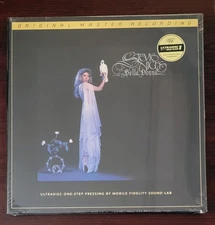 ORIGINAL MASTER RECORDING
STEVIE
NICKS
Bella Donna
ULTRADISC ONE-STEP PRESSING BY MOBILE FIDELITY SOUND LAB